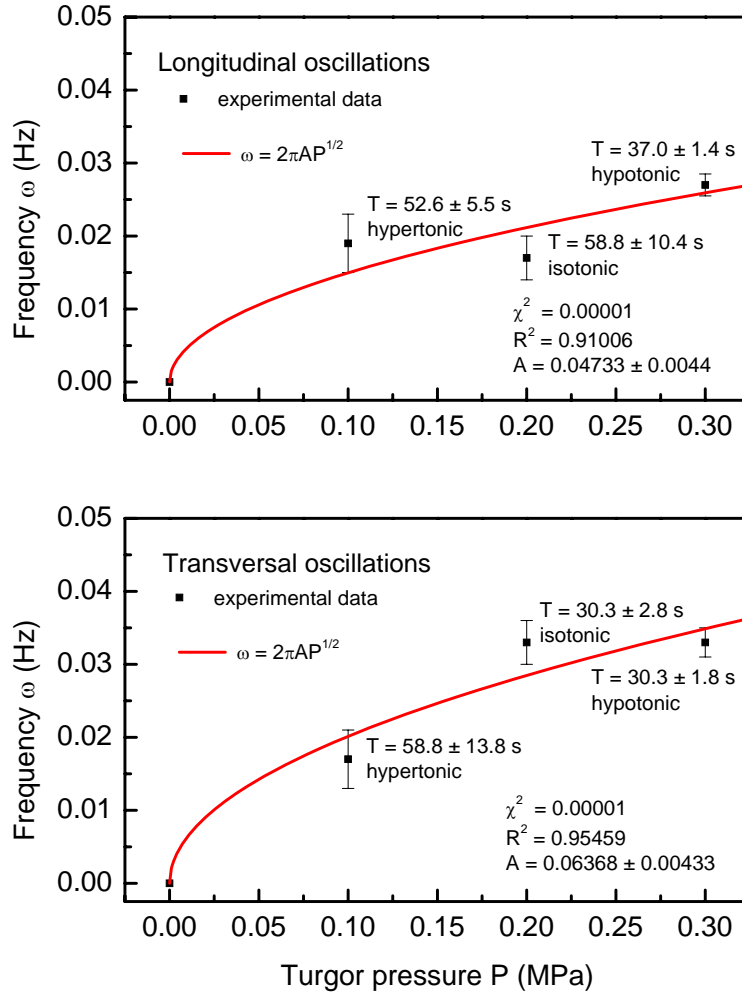 0.05
0.04
0.03
0.02
0.01
0.00
Frequency ω (Hz)
Longitudinal oscillations
experimental data
ω = 2πAP^1/2
T = 52.6 ± 5.5 s
hypertonic
T = 37.0 ± 1.4 s
hypotonic
T = 58.8 ± 10.4 s
isotonic
χ² = 0.00001
R² = 0.91006
A = 0.04733 ± 0.0044
0.00 0.05 0.10 0.15 0.20 0.25 0.30
0.05
0.04
0.03
0.02
0.01
0.00
Frequency ω (Hz)
Transversal oscillations
experimental data
ω = 2πAP^1/2
T = 30.3 ± 2.8 s
isotonic
T = 30.3 ± 1.8 s
hypotonic
T = 58.8 ± 13.8 s
hypertonic
χ² = 0.00001
R² = 0.95459
A = 0.06368 ± 0.00433
0.00 0.05 0.10 0.15 0.20 0.25 0.30
Turgor pressure P (MPa)